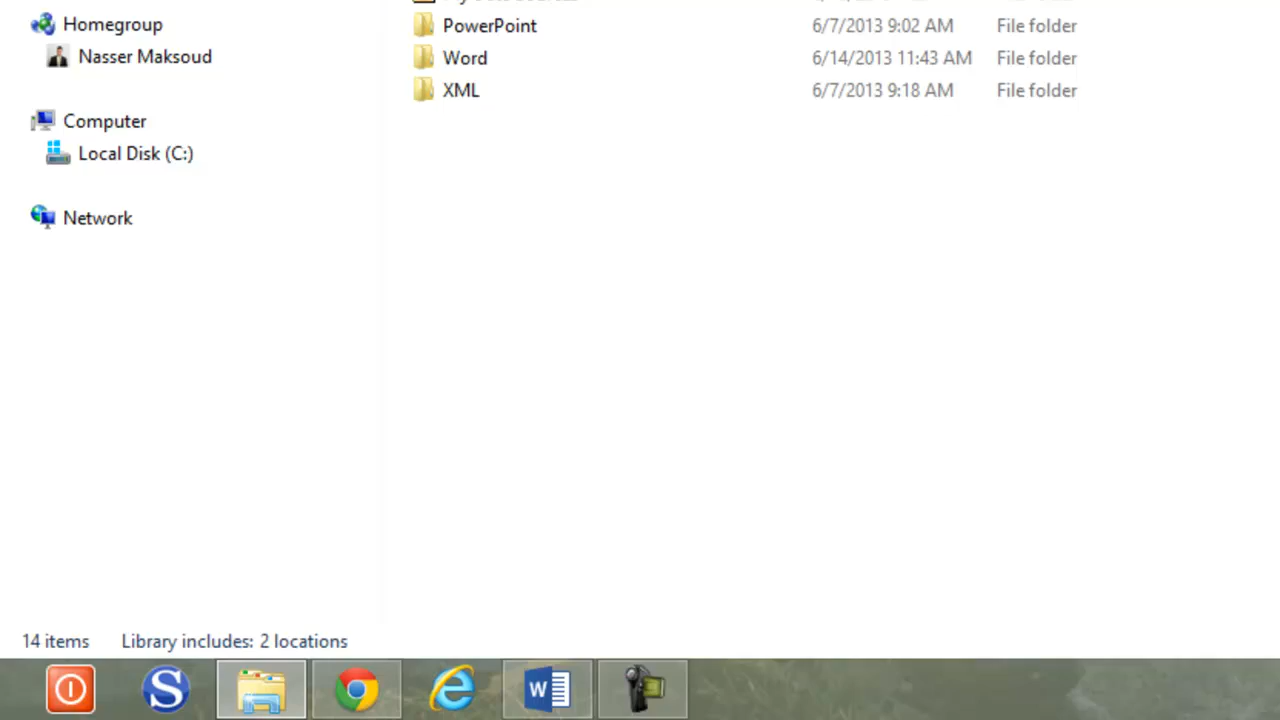 Homegroup
PowerPoint 6/7/2013 9:02 AM File folder
Nasser Maksoud
Word 6/14/2013 11:43 AM File folder
XML 6/7/2013 9:18 AM File folder
Computer
Local Disk (C:)
Network
14 items Library includes: 2 locations